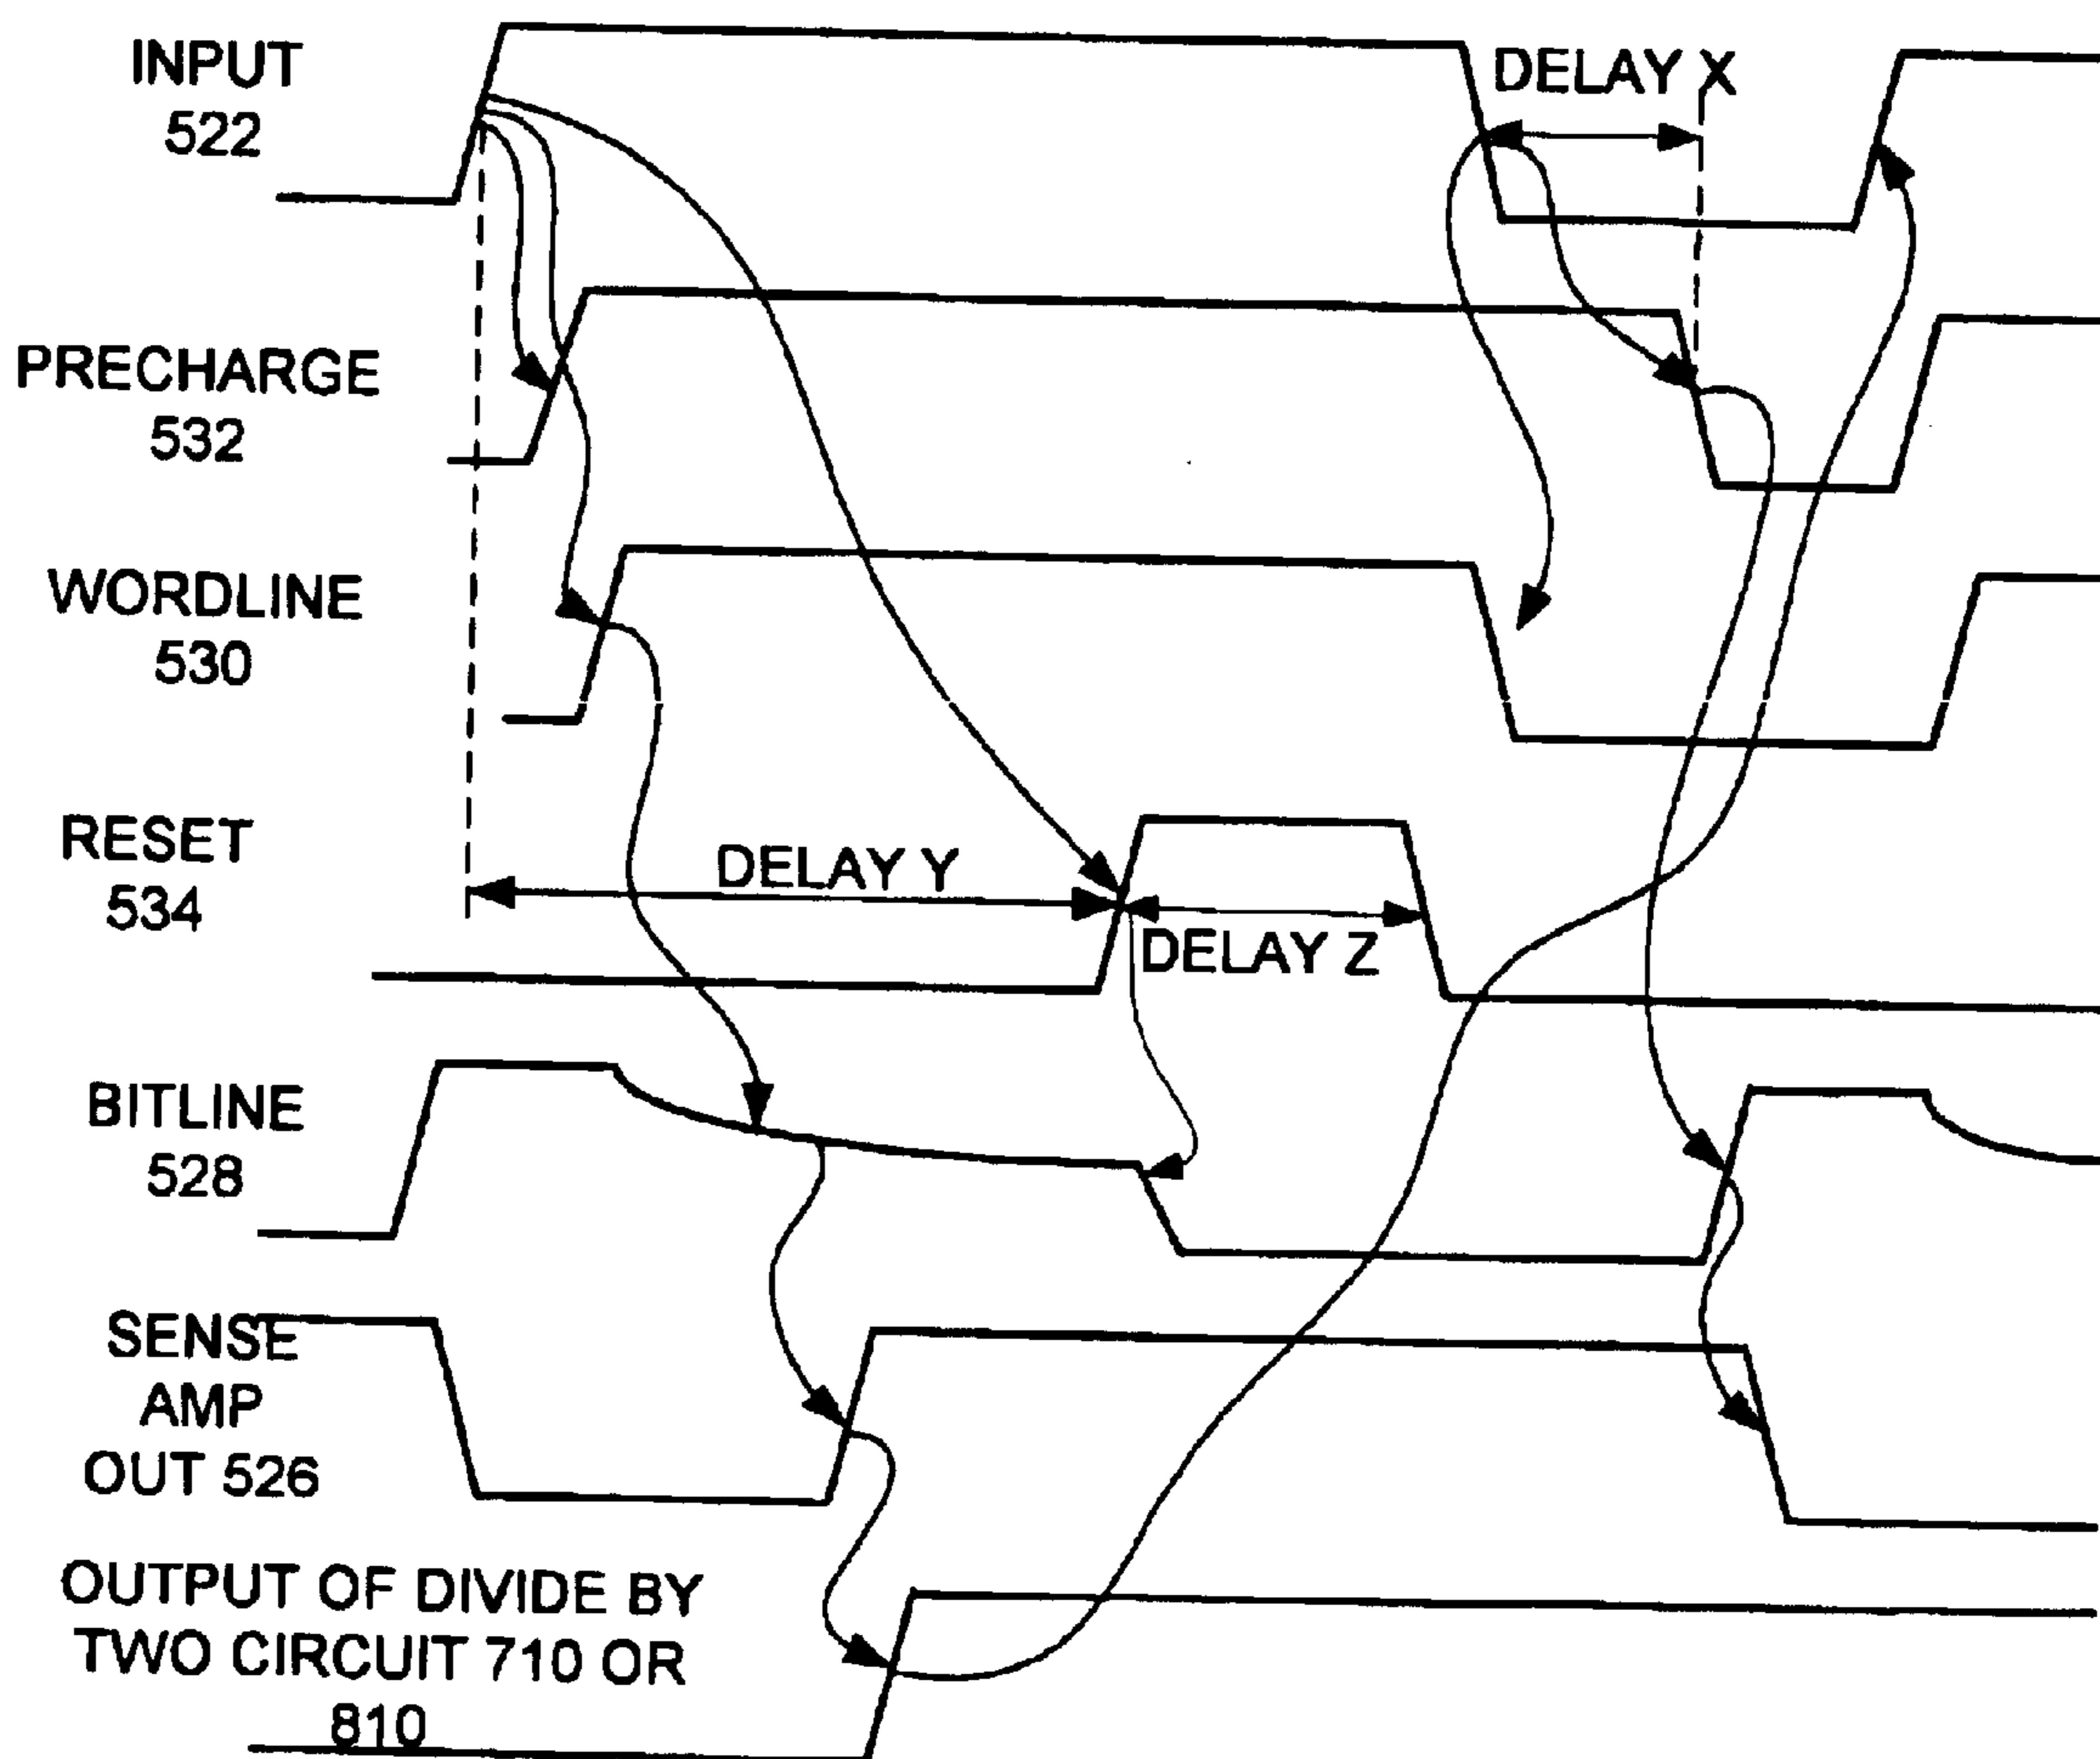 INPUT
522
DELAY X
PRECHARGE
532
WORDLINE
530
RESET
534
DELAY Y
DELAY Z
BITLINE
528
SENSE
AMP
OUT 526
OUTPUT OF DIVIDE BY
TWO CIRCUIT 710 OR
810